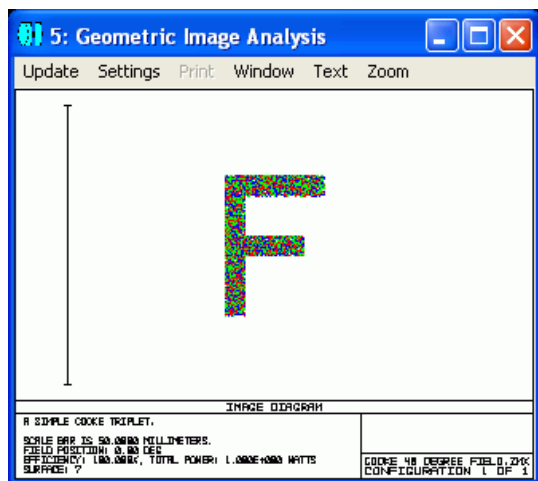 5: Geometric Image Analysis
Update Settings Print Window Text Zoom
F
IMAGE DIAGRAM
A SIMPLE COOKE TRIPLET.
SCALE BAR IS 50.0000 MILLIMETERS.
FIELD POSITION: 0.00 DEG
EFFICIENCY: 100.000%, TOTAL POWER: 1.000E+000 WATTS
SURFACE: 7
COOKE 40 DEGREE FIELD.ZMX
CONFIGURATION 1 OF 1